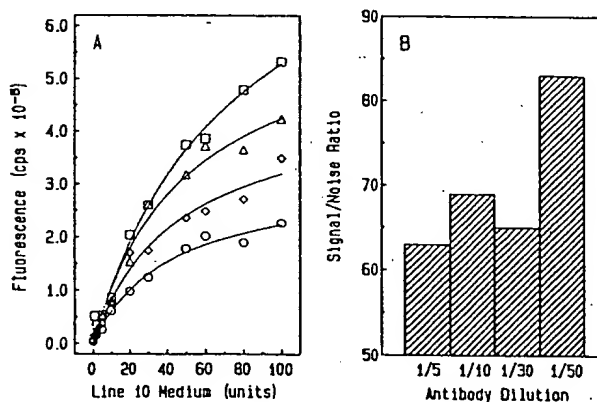 A
6.0
5.0
4.0
3.0
2.0
1.0
0.0
Fluorescence (cps x 10⁻⁵)
0 20 40 60 80 100
Line 10 Medium (units)
B
90
80
70
60
50
Signal/Noise Ratio
1/5 1/10 1/30 1/50
Antibody Dilution